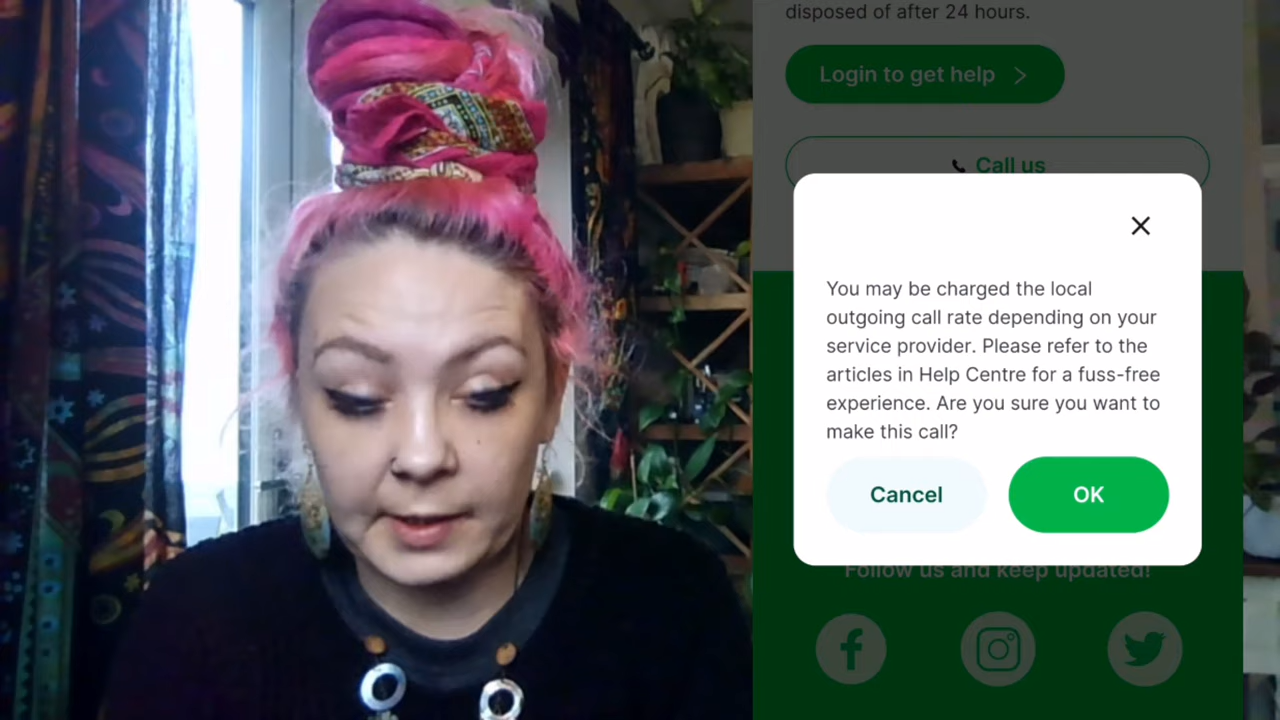 disposed of after 24 hours.
Login to get help
Call us
You may be charged the local
outgoing call rate depending on your
service provider. Please refer to the
articles in Help Centre for a fuss-free
experience. Are you sure you want to
make this call?
Cancel
OK
Follow us and keep updated!